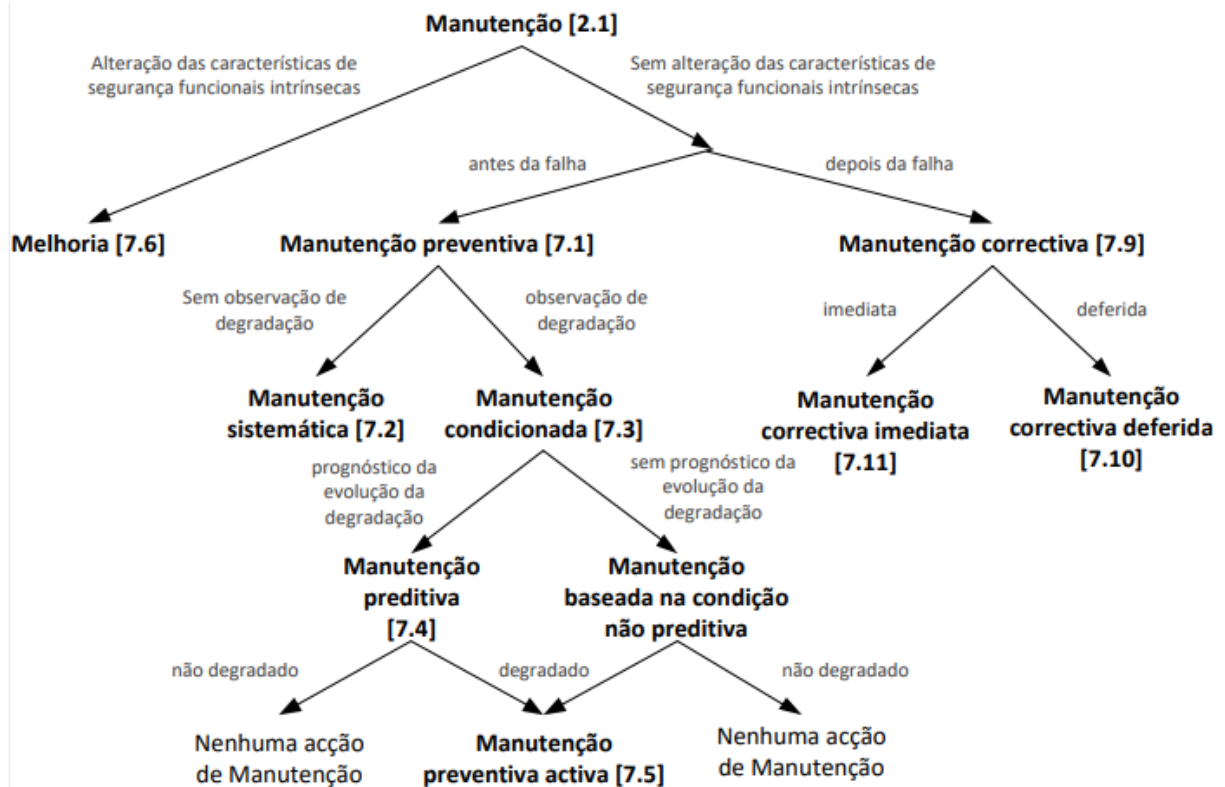 Manutenção [2.1]
Alteração das características de
segurança funcionais intrínsecas
Sem alteração das características de
segurança funcionais intrínsecas
antes da falha
depois da falha
Melhoria [7.6]
Manutenção preventiva [7.1]
Manutenção correctiva [7.9]
Sem observação de
degradação
observação de
degradação
imediata
deferida
Manutenção
sistemática [7.2]
Manutenção
condicionada [7.3]
Manutenção
correctiva imediata
[7.11]
Manutenção
correctiva deferida
[7.10]
prognóstico da
evolução da
degradação
sem prognóstico da
evolução da
degradação
Manutenção
preditiva
[7.4]
Manutenção
baseada na condição
não preditiva
não degradado
degradado
não degradado
Nenhuma acção
de Manutenção
Manutenção
preventiva activa [7.5]
Nenhuma acção
de Manutenção